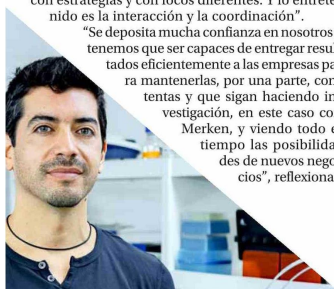 con estrategias y con focos diferentes. Y lo entrete-
nido es la interacción y la coordinación”.
“Se deposita mucha confianza en nosotros,
tenemos que ser capaces de entregar resul
tados eficientemente a las empresas pa
ra mantenerlas, por una parte, con
tentas y que sigan haciendo in
vestigación, en este caso co
Merken, y viendo todo e
tiempo las posibilida
des de nuevos nego
cios”, reflexiona